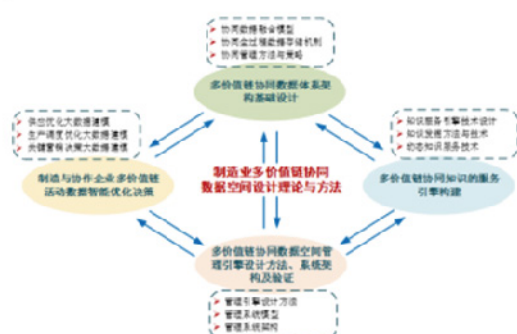 协同数据融合模型
协同全过程数据存储机制
协同管理方法与策略
多价值链协同数据体系架
构基础设计
供应优化大数据建模
生产调度优化大数据建模
关键营销决策大数据建模
知识服务引擎技术设计
知识发现方法与技术
动态知识服务技术
制造业多价值链协同
数据空间设计理论与方法
制造与协作企业多价值链
活动数据智能优化决策
多价值链协同知识的服务
引擎构建
多价值链协同数据空间管
理引擎设计方法、系统架
构及验证
管理引擎设计方法
管理系统模型
管理系统架构